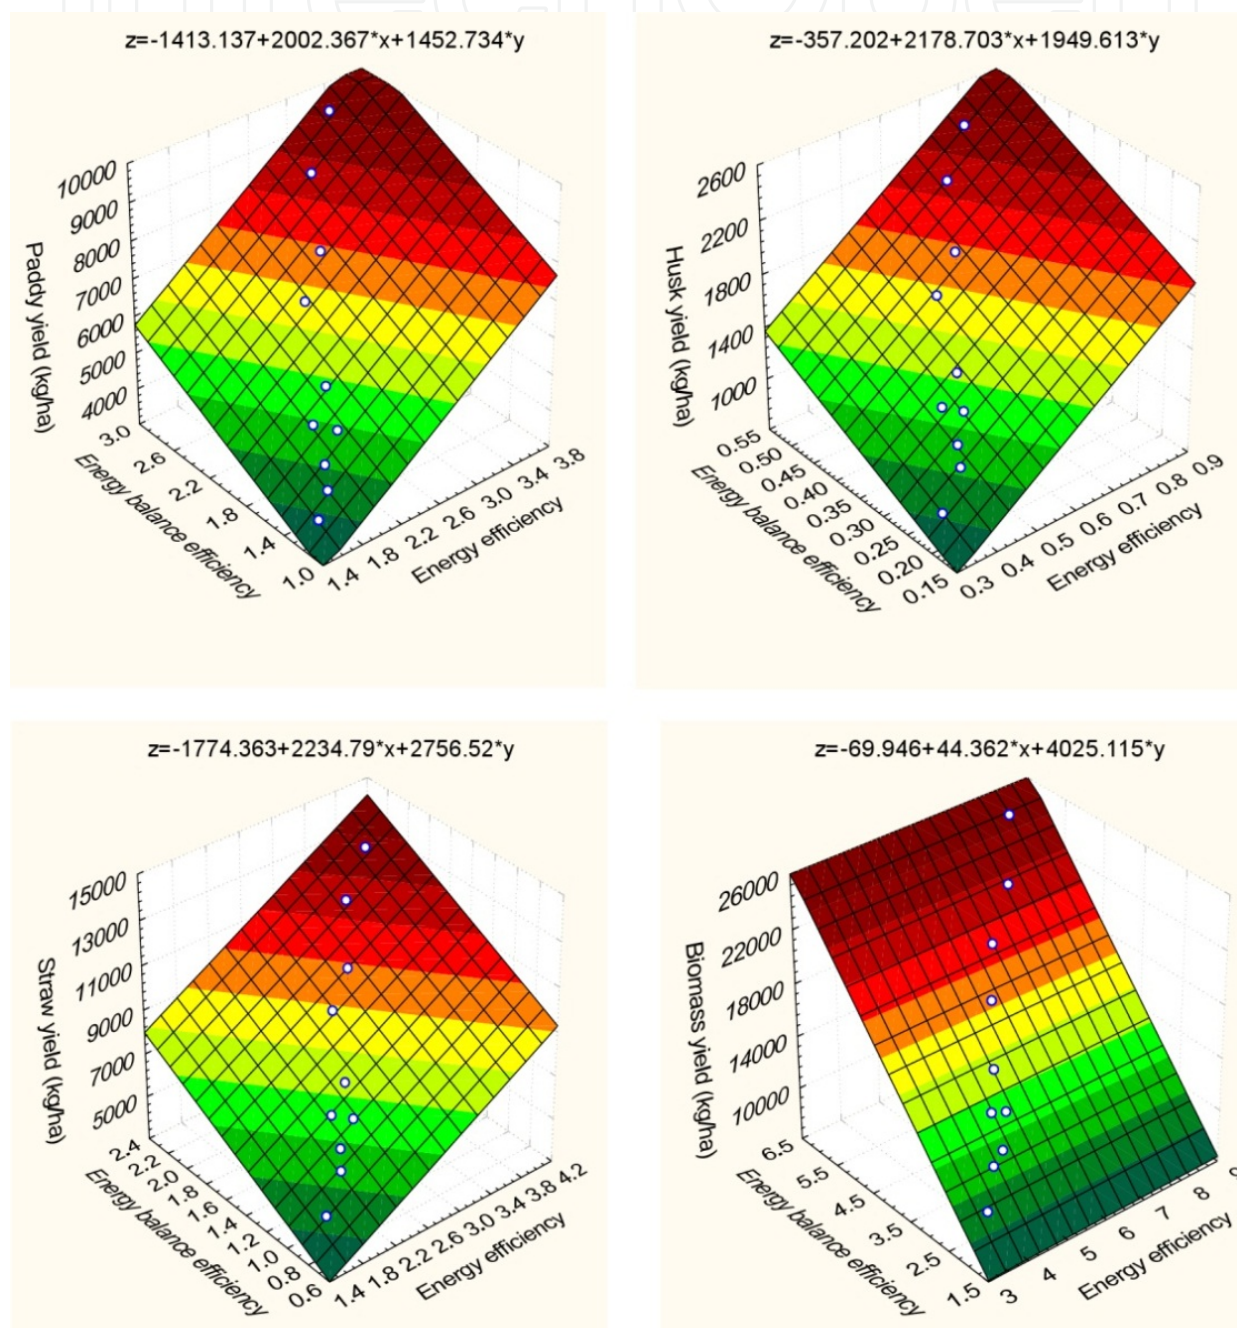 z=-1413.137+2002.367*x+1452.734*y
10000
9000
8000
7000
6000
5000
4000
Paddy yield (kg/ha)
3.0
2.6
2.2
1.8
1.4
1.0
Energy balance efficiency
1.4 1.8 2.2 2.6 3.0 3.4 3.8
Energy efficiency
z=-357.202+2178.703*x+1949.613*y
2600
2200
1800
1400
1000
Husk yield (kg/ha)
0.55
0.50
0.45
0.40
0.35
0.30
0.25
0.20
0.15
Energy balance efficiency
0.3 0.4 0.5 0.6 0.7 0.8 0.9
Energy efficiency
z=-1774.363+2234.79*x+2756.52*y
15000
13000
11000
9000
7000
5000
Straw yield (kg/ha)
2.4
2.2
2.0
1.8
1.6
1.4
1.2
1.0
0.8
0.6
Energy balance efficiency
1.4 1.8 2.2 2.6 3.0 3.4 3.8 4.2
Energy efficiency
z=-69.946+44.362*x+4025.115*y
26000
22000
18000
14000
10000
Biomass yield (kg/ha)
6.5
5.5
4.5
3.5
2.5
1.5
Energy balance efficiency
3 4 5 6 7 8
Energy efficiency